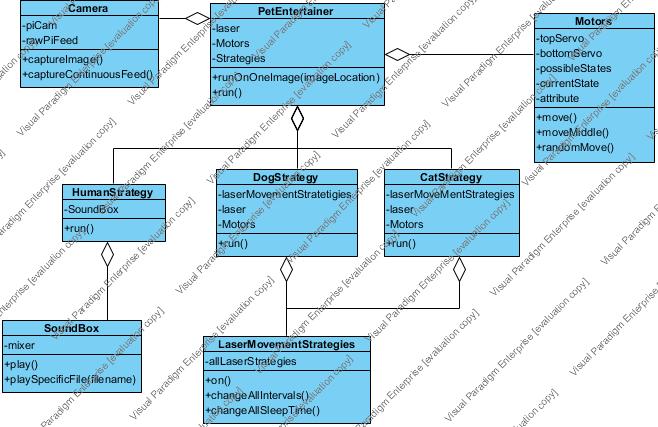 Camera
-piCam
-rawPiFeed
+captureImage()
+captureContinuousFeed()
PetEntertainer
-laser
-Motors
-Strategies
+runOnOneImage(imageLocation)
+run()
Motors
-topServo
-bottomServo
-possibleStates
-currentState
-attribute
+move()
+moveMiddle()
+randomMove()
HumanStrategy
-SoundBox
+run()
DogStrategy
-laserMovementStratetigies
-laser
-Motors
+run()
CatStrategy
-laserMoveMentStrategies
-laser
-Motors
+run()
SoundBox
-mixer
+play()
+playSpecificFile(filename)
LaserMovementStrategies
-allLaserStrategies
+on()
+changeAllIntervals()
+changeAllSleepTime()
Visual Paradigm Enterprise [evaluation copy]